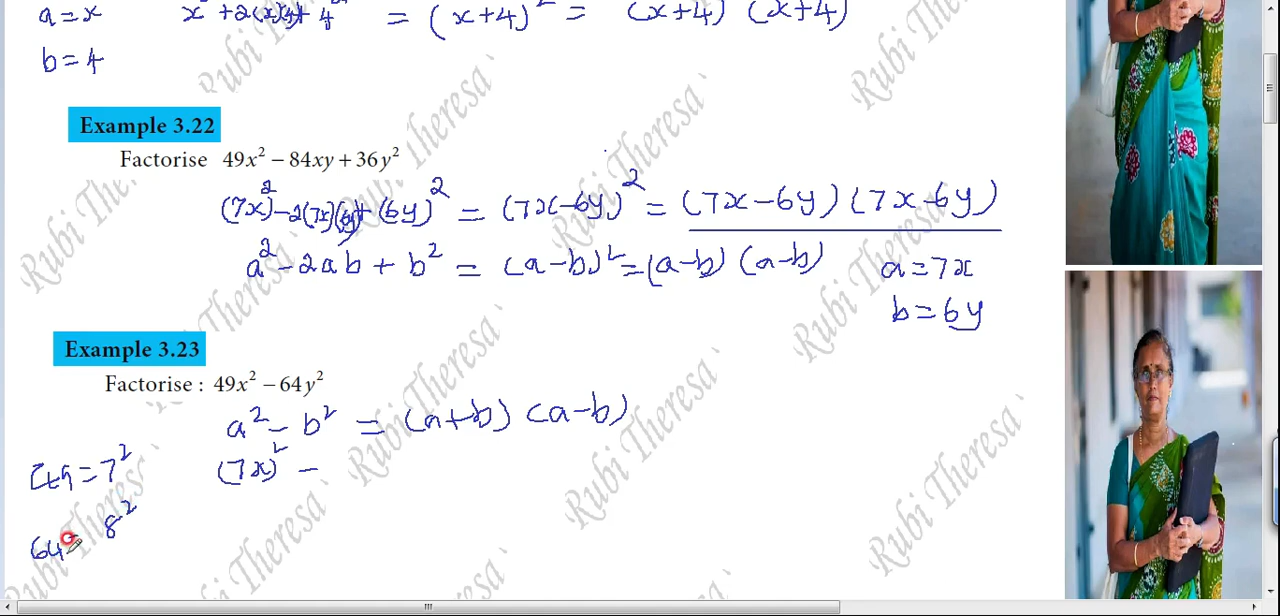 a = x    x² + 2(x)(4) + 4² = (x+4)² = (x+4) (x+4)
b = 4
Example 3.22
Factorise 49x² − 84xy + 36y²
(7x)² − 2(7x)(6y) + (6y)² = (7x−6y)² = (7x−6y) (7x−6y)
a² − 2ab + b² = (a−b)² = (a−b) (a−b)    a = 7x
b = 6y
Example 3.23
Factorise : 49x² − 64y²
a² − b² = (a+b) (a−b)
49 = 7²    (7x)² −
64 = 8²
Rubi Theresa